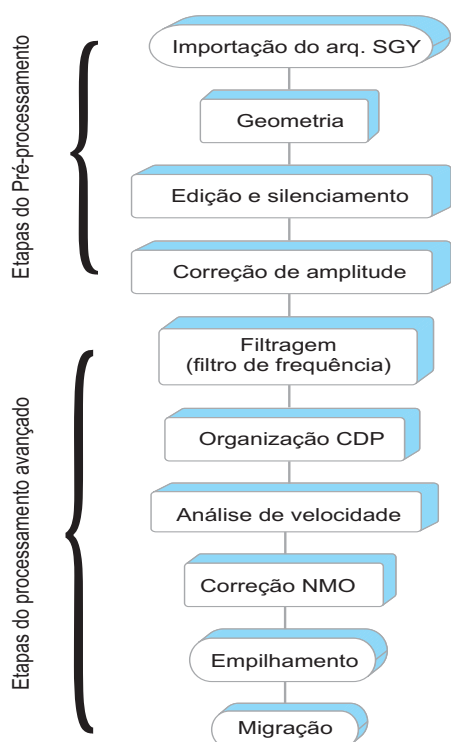 Etapas do Pré-processamento
Importação do arq. SGY
Geometria
Edição e silenciamento
Correção de amplitude
Etapas do processamento avançado
Filtragem
(filtro de frequência)
Organização CDP
Análise de velocidade
Correção NMO
Empilhamento
Migração